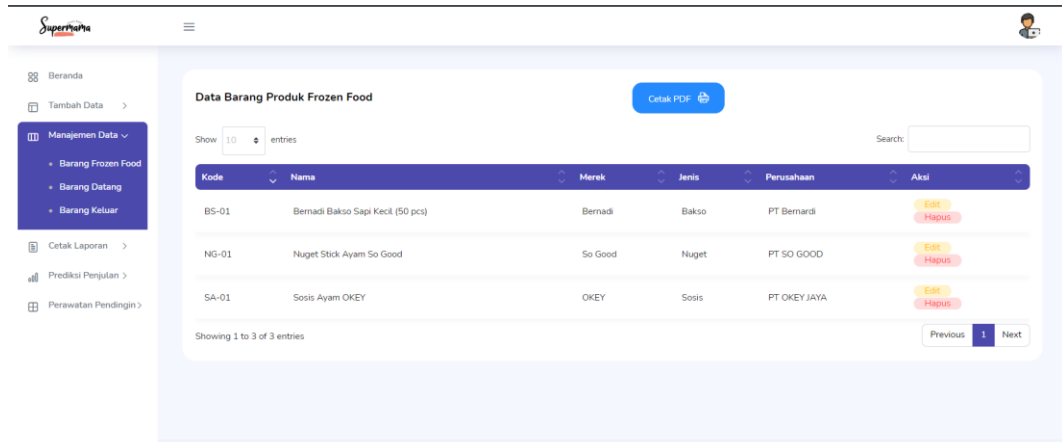 Supermama
Beranda
Tambah Data
Manajemen Data
Barang Frozen Food
Barang Datang
Barang Keluar
Cetak Laporan
Prediksi Penjulan
Perawatan Pendingin
Data Barang Produk Frozen Food
Cetak PDF
Show 10 entries
Search:
Kode Nama Merek Jenis Perusahaan Aksi
BS-01 Bernadi Bakso Sapi Kecil (50 pcs) Bernadi Bakso PT Bernardi Edit
Hapus
NG-01 Nuget Stick Ayam So Good So Good Nuget PT SO GOOD Edit
Hapus
SA-01 Sosis Ayam OKEY OKEY Sosis PT OKEY JAYA Edit
Hapus
Showing 1 to 3 of 3 entries
Previous 1 Next